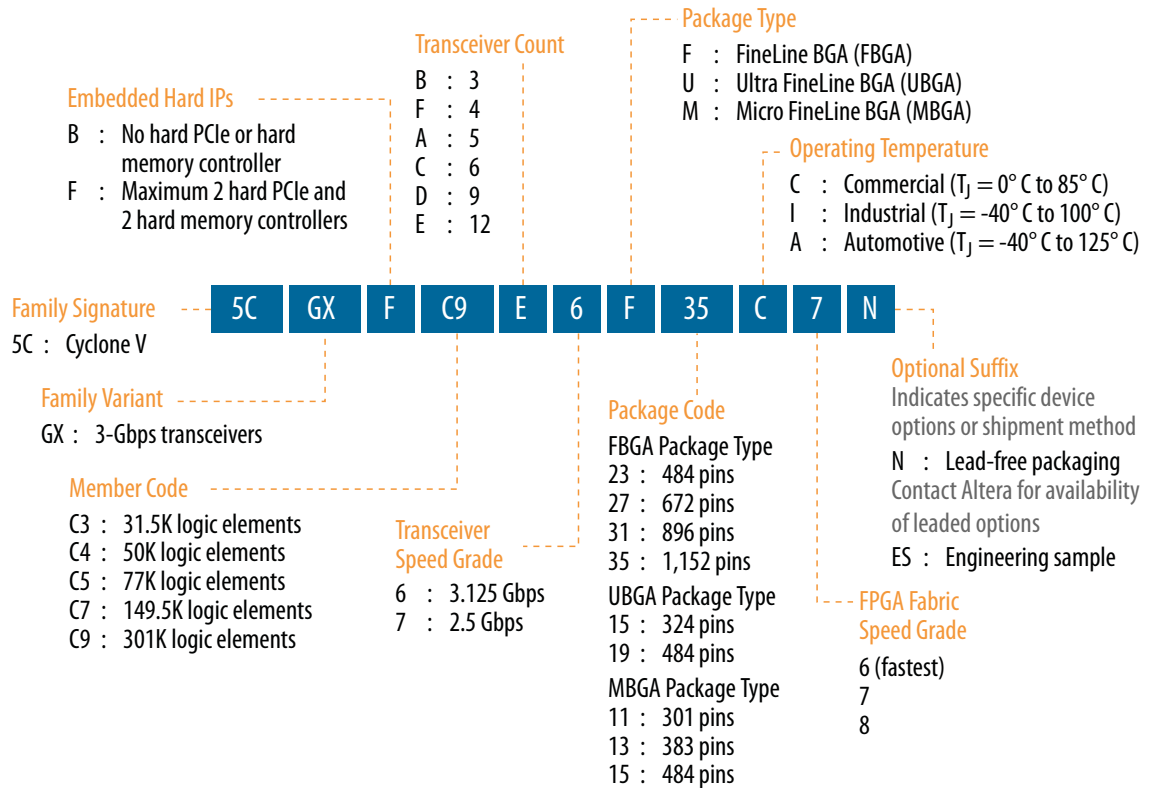 Package Type
F : FineLine BGA (FBGA)
U : Ultra FineLine BGA (UBGA)
M : Micro FineLine BGA (MBGA)
Transceiver Count
B : 3
F : 4
A : 5
C : 6
D : 9
E : 12
Embedded Hard IPs
B : No hard PCIe or hard
memory controller
F : Maximum 2 hard PCIe and
2 hard memory controllers
Operating Temperature
C : Commercial (TJ = 0° C to 85° C)
I : Industrial (TJ = -40° C to 100° C)
A : Automotive (TJ = -40° C to 125° C)
Family Signature
5C : Cyclone V
5C GX F C9 E 6 F 35 C 7 N
Family Variant
GX : 3-Gbps transceivers
Member Code
C3 : 31.5K logic elements
C4 : 50K logic elements
C5 : 77K logic elements
C7 : 149.5K logic elements
C9 : 301K logic elements
Transceiver
Speed Grade
6 : 3.125 Gbps
7 : 2.5 Gbps
Package Code
FBGA Package Type
23 : 484 pins
27 : 672 pins
31 : 896 pins
35 : 1,152 pins
UBGA Package Type
15 : 324 pins
19 : 484 pins
MBGA Package Type
11 : 301 pins
13 : 383 pins
15 : 484 pins
Optional Suffix
Indicates specific device
options or shipment method
N : Lead-free packaging
Contact Altera for availability
of leaded options
ES : Engineering sample
FPGA Fabric
Speed Grade
6 (fastest)
7
8